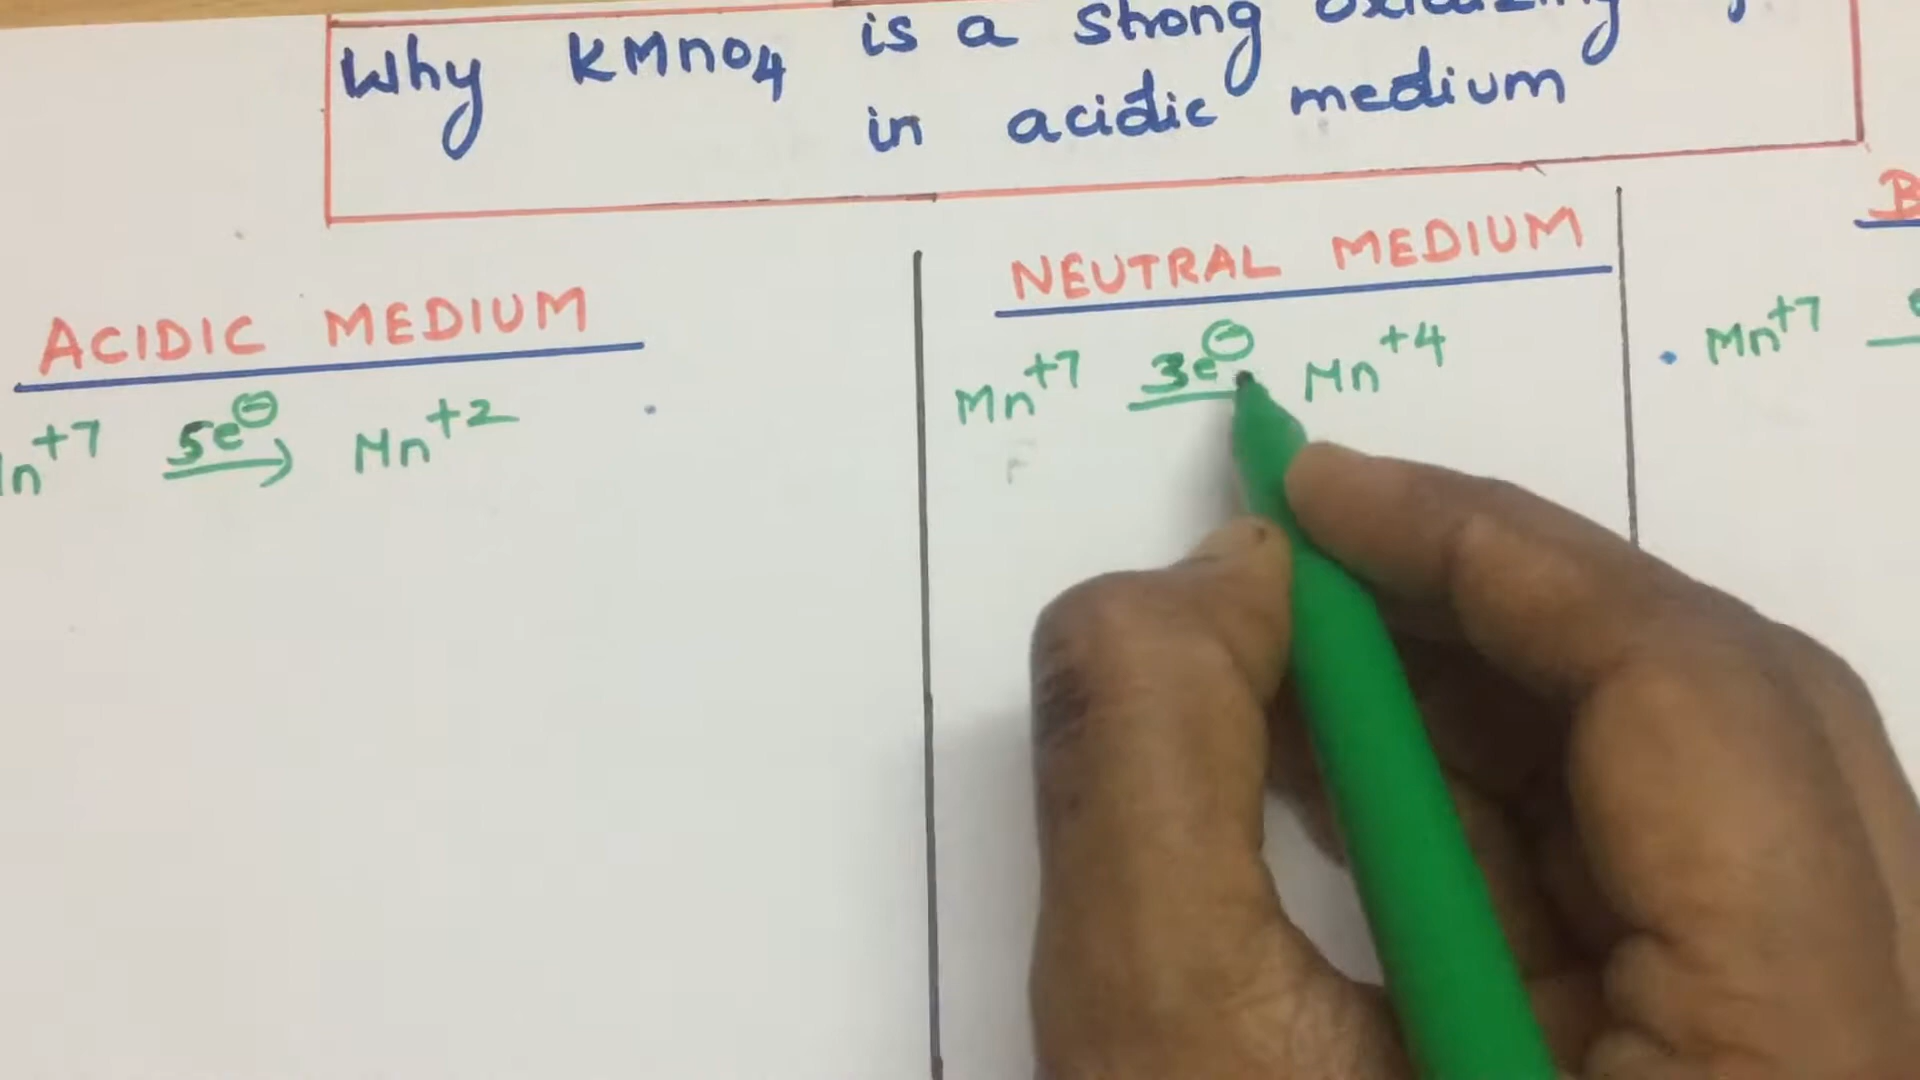 Why KMnO4 is a strong oxidizing
in acidic medium
ACIDIC MEDIUM
n+7 5e⊖ → Mn+2
NEUTRAL MEDIUM
Mn+7 3e⊖ Mn+4
B
Mn+7